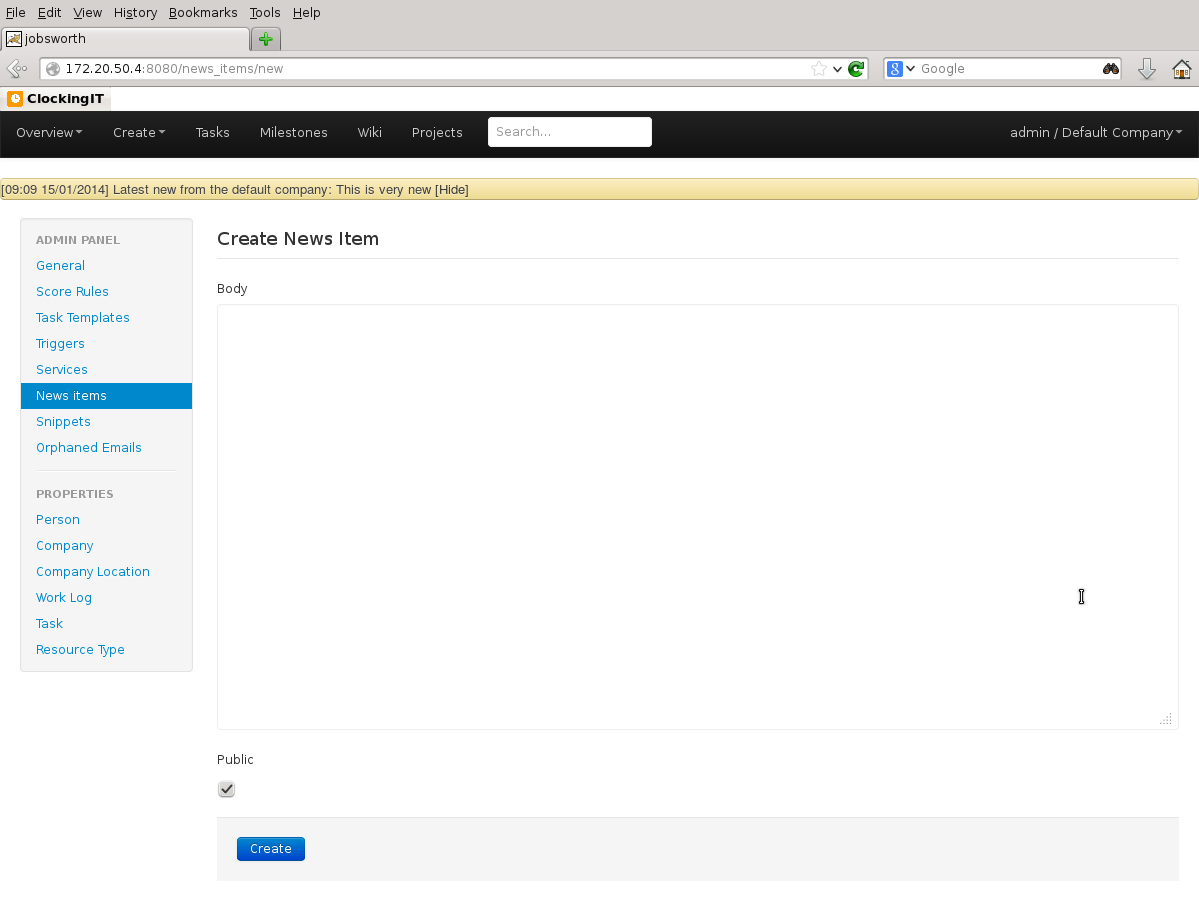 File Edit View History Bookmarks Tools Help
jobsworth
172.20.50.4:8080/news_items/new
Google
ClockingIT
Overview Create Tasks Milestones Wiki Projects Search... admin / Default Company
[09:09 15/01/2014] Latest new from the default company: This is very new [Hide]
ADMIN PANEL
General
Score Rules
Task Templates
Triggers
Services
News items
Snippets
Orphaned Emails
PROPERTIES
Person
Company
Company Location
Work Log
Task
Resource Type
Create News Item
Body
Public
Create